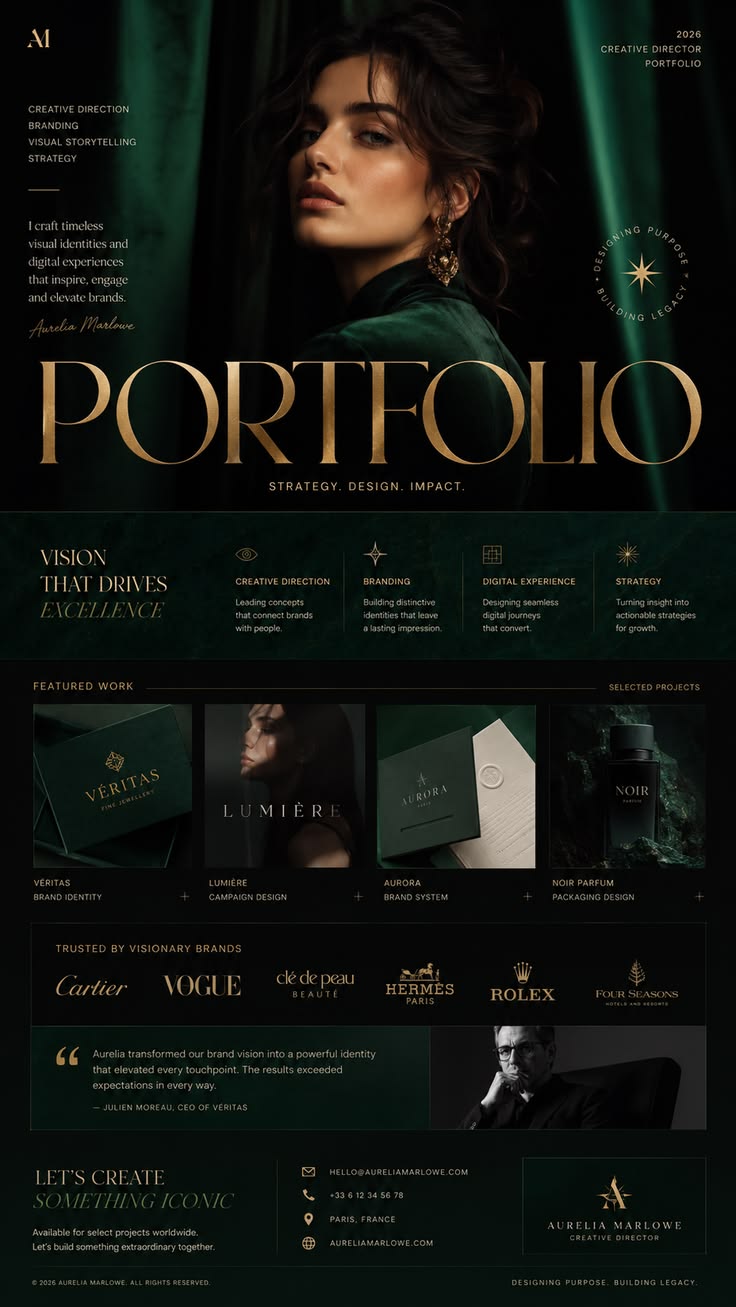 AM
2026
CREATIVE DIRECTOR
PORTFOLIO
CREATIVE DIRECTION
BRANDING
VISUAL STORYTELLING
STRATEGY
I craft timeless
visual identities and
digital experiences
that inspire, engage
and elevate brands.
Aurelia Marlowe
DESIGNING PURPOSE
BUILDING LEGACY
PORTFOLIO
STRATEGY. DESIGN. IMPACT.
VISION
THAT DRIVES
EXCELLENCE
CREATIVE DIRECTION
Leading concepts
that connect brands
with people.
BRANDING
Building distinctive
identities that leave
a lasting impression.
DIGITAL EXPERIENCE
Designing seamless
digital journeys
that convert.
STRATEGY
Turning insight into
actionable strategies
for growth.
FEATURED WORK
SELECTED PROJECTS
VÉRITAS
FINE JEWELLERY
LUMIÈRE
AURORA
PARIS
NOIR
PARFUM
VÉRITAS
BRAND IDENTITY
LUMIÈRE
CAMPAIGN DESIGN
AURORA
BRAND SYSTEM
NOIR PARFUM
PACKAGING DESIGN
TRUSTED BY VISIONARY BRANDS
Cartier
VOGUE
clé de peau
BEAUTÉ
HERMÈS
PARIS
ROLEX
FOUR SEASONS
HOTELS AND RESORTS
“
Aurelia transformed our brand vision into a powerful identity
that elevated every touchpoint. The results exceeded
expectations in every way.
— JULIEN MOREAU, CEO OF VÉRITAS
LET'S CREATE
SOMETHING ICONIC
Available for select projects worldwide.
Let's build something extraordinary together.
HELLO@AURELIAMARLOWE.COM
+33 6 12 34 56 78
PARIS, FRANCE
AURELIAMARLOWE.COM
A
AURELIA MARLOWE
CREATIVE DIRECTOR
© 2026 AURELIA MARLOWE. ALL RIGHTS RESERVED.
DESIGNING PURPOSE. BUILDING LEGACY.